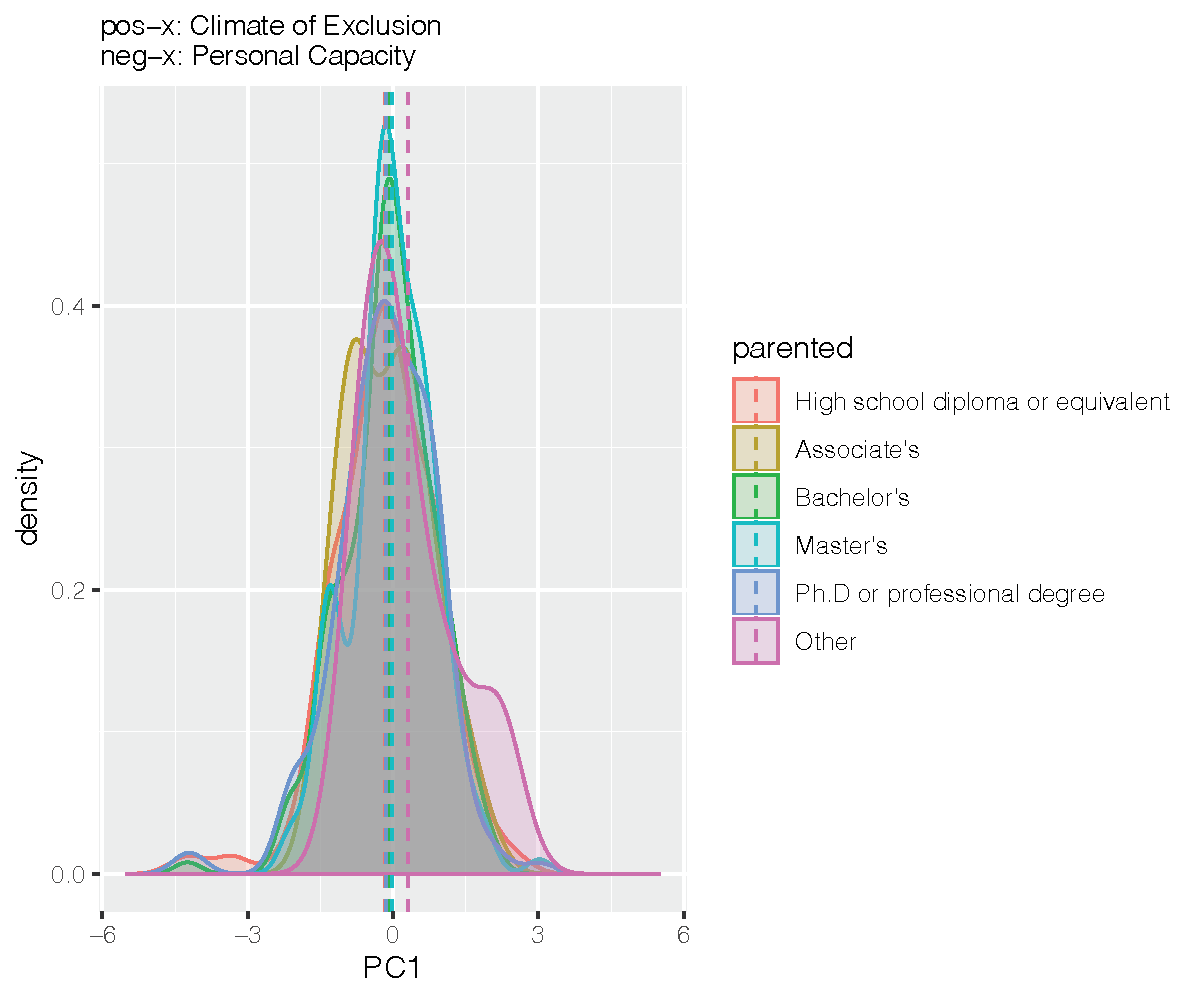 pos–x: Climate of Exclusion
neg–x: Personal Capacity
density
0.4
0.2
0.0
−6
−3
0
3
6
PC1
parented
High school diploma or equivalent
Associate's
Bachelor's
Master's
Ph.D or professional degree
Other